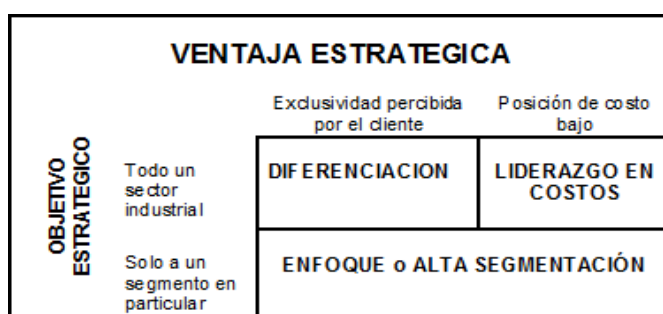 VENTAJA ESTRATEGICA
Exclusividad percibida
por el cliente
Posición de costo
bajo
OBJETIVO
ESTRATEGICO
Todo un
sector
industrial
DIFERENCIACION
LIDERAZGO EN
COSTOS
Solo a un
segmento en
particular
ENFOQUE o ALTA SEGMENTACIÓN